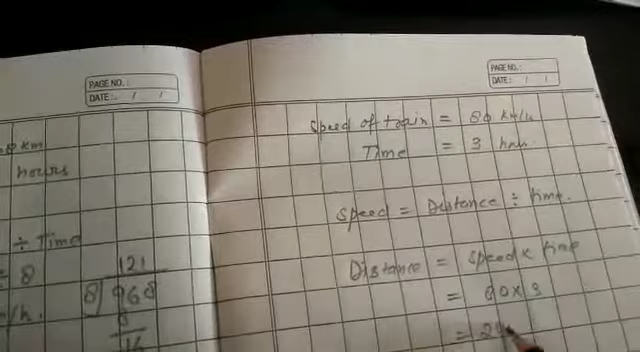 PAGE NO. :
DATE: / /
km
hours
÷ Time
÷ 8
121
8 968
8
16
PAGE NO.:
DATE: / /
Speed of train = 80 km/h
Time = 3 hrs.
Speed = Distance ÷ time.
Distance = Speed x time
= 80 x 3
= 24